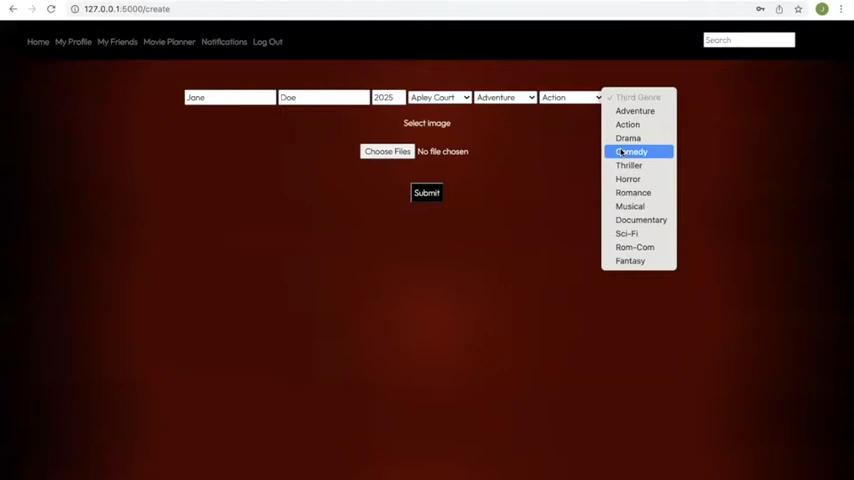 127.0.0.1:5000/create
J
Home My Profile My Friends Movie Planner Notifications Log Out
Search
Jane Doe 2025 Apley Court Adventure Action Third Genre
Adventure
Action
Select image
Drama
Choose Files No file chosen
Comedy
Thriller
Horror
Submit
Romance
Musical
Documentary
Sci-Fi
Rom-Com
Fantasy